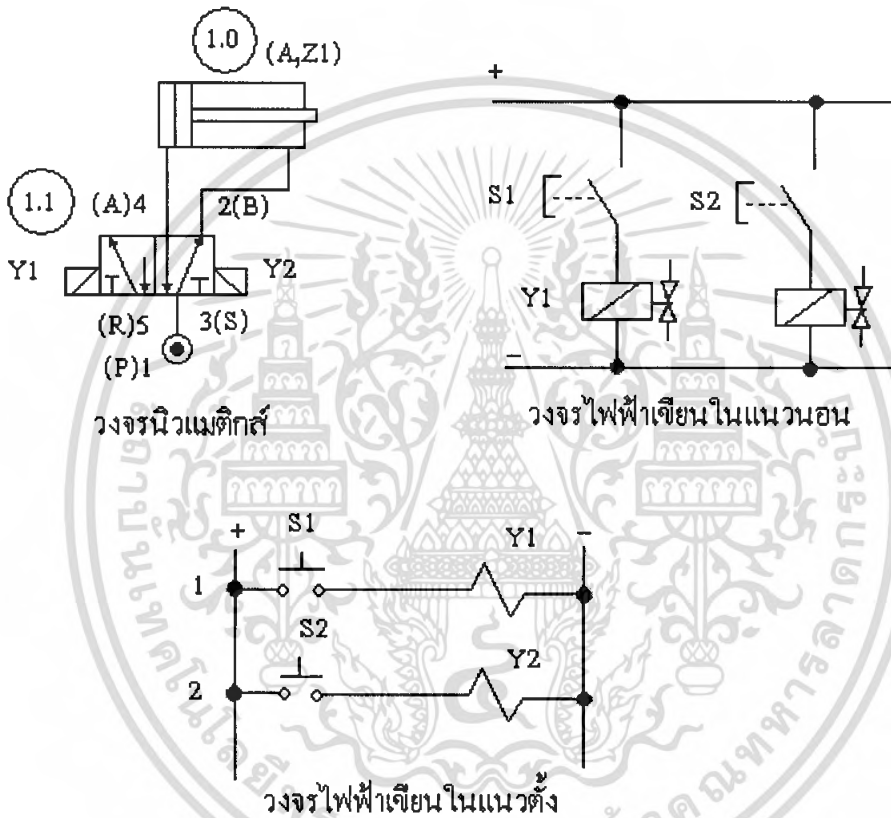 1.0
(A,Z1)
1.1
(A)4
2(B)
Y1
Y2
(R)5
3(S)
(P)1
วงจรนิวแมติกส์
+
S1
S2
Y1
−
วงจรไฟฟ้าเขียนในแนวนอน
+
S1
Y1
−
1
S2
Y2
2
วงจรไฟฟ้าเขียนในแนวตั้ง